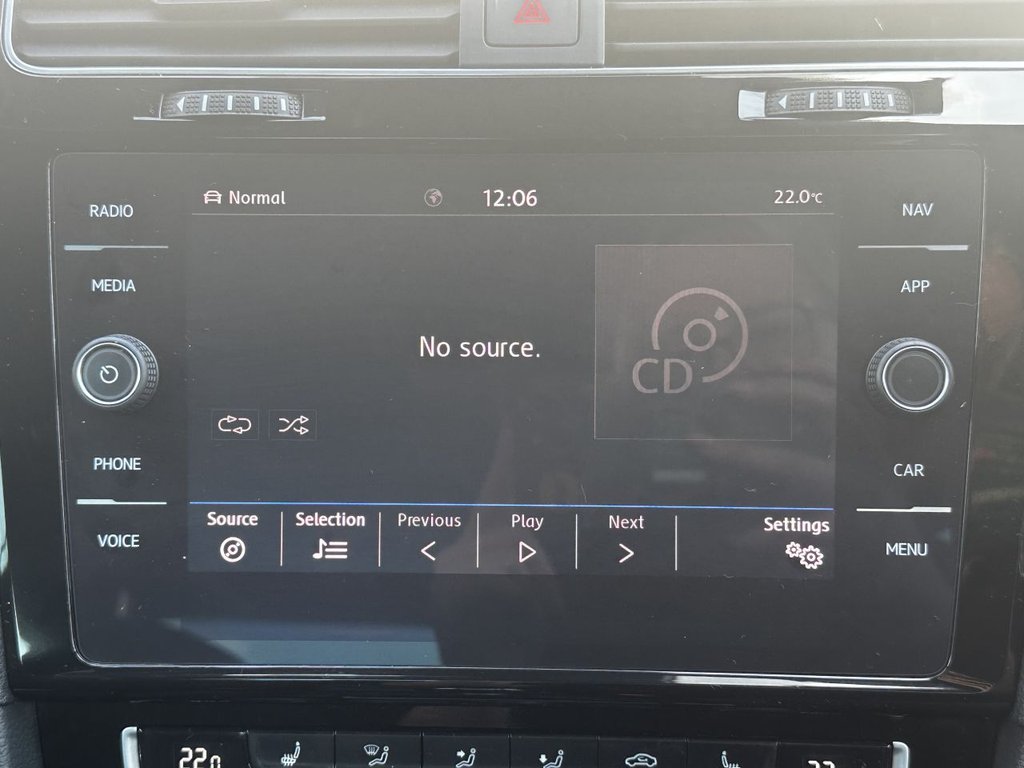 Normal
12:06
22.0°C
RADIO
NAV
MEDIA
APP
No source.
CD
PHONE
CAR
Source
Selection
Previous
Play
Next
Settings
VOICE
MENU
22.0